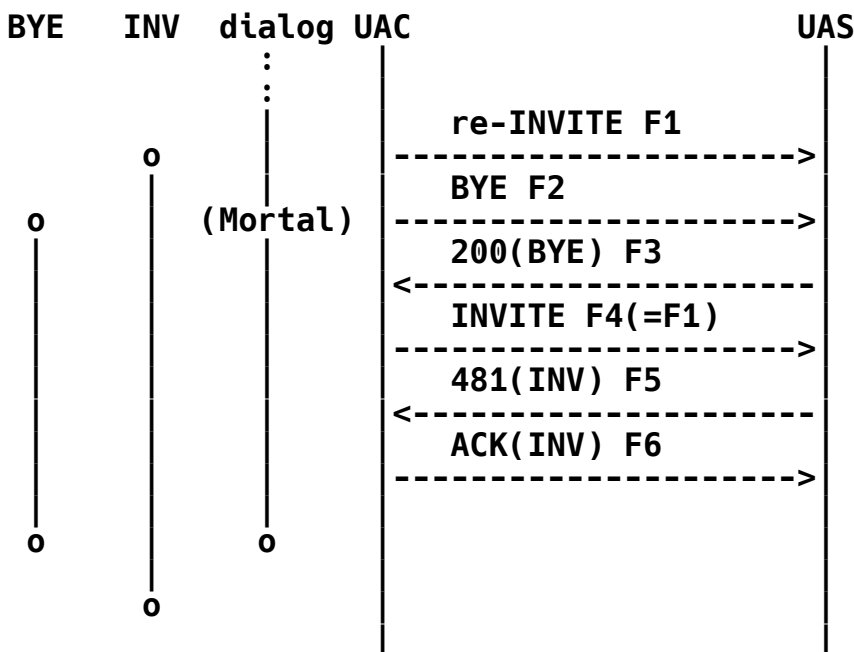 BYE INV dialog UAC UAS
:
:
re-INVITE F1
o --------------------->
BYE F2
o (Mortal) --------------------->
200(BYE) F3
<---------------------
INVITE F4(=F1)
--------------------->
481(INV) F5
<---------------------
ACK(INV) F6
--------------------->
o o
o